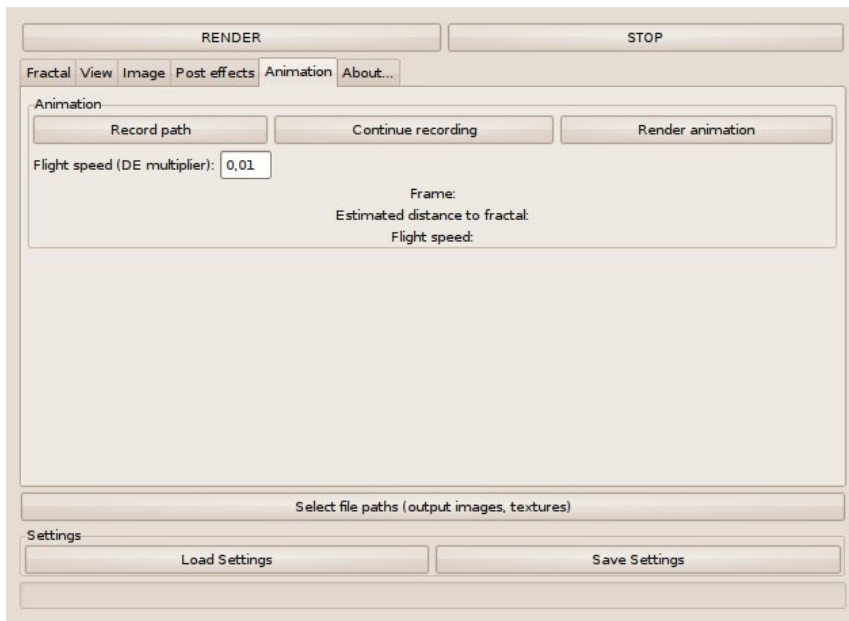 RENDER STOP
Fractal View Image Post effects Animation About...
Animation
Record path Continue recording Render animation
Flight speed (DE multiplier): 0,01
Frame:
Estimated distance to fractal:
Flight speed:
Select file paths (output images, textures)
Settings
Load Settings Save Settings